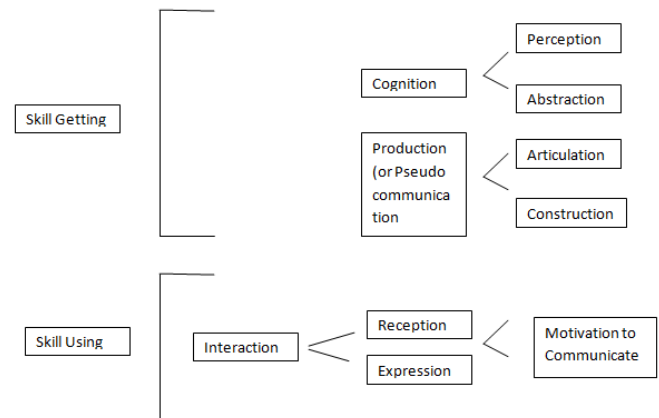 Perception
Cognition
Abstraction
Skill Getting
Production
(or Pseudo
communica
tion
Articulation
Construction
Skill Using
Interaction
Reception
Expression
Motivation to
Communicate